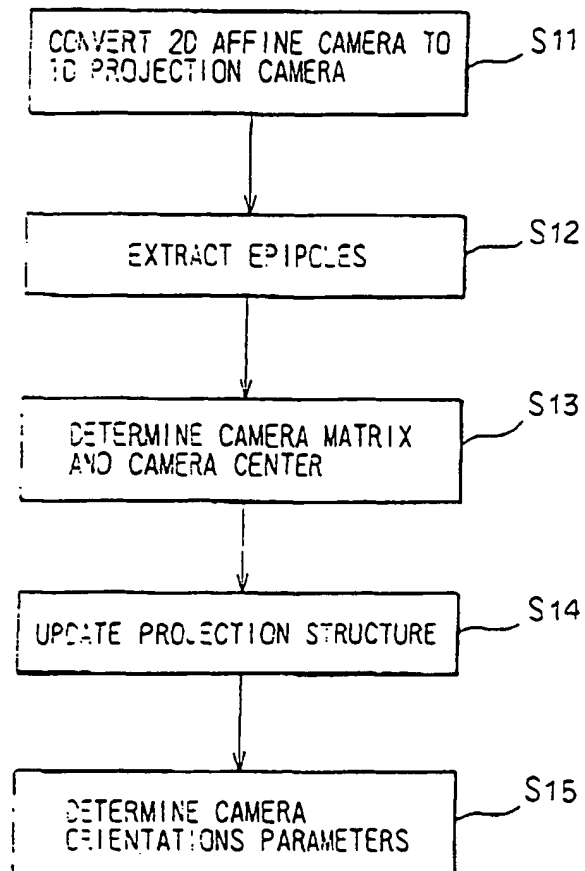 CONVERT 2D AFFINE CAMERA TO
1D PROJECTION CAMERA
S11
EXTRACT EPIPOLES
S12
DETERMINE CAMERA MATRIX
AND CAMERA CENTER
S13
UPDATE PROJECTION STRUCTURE
S14
DETERMINE CAMERA
ORIENTATIONS PARAMETERS
S15